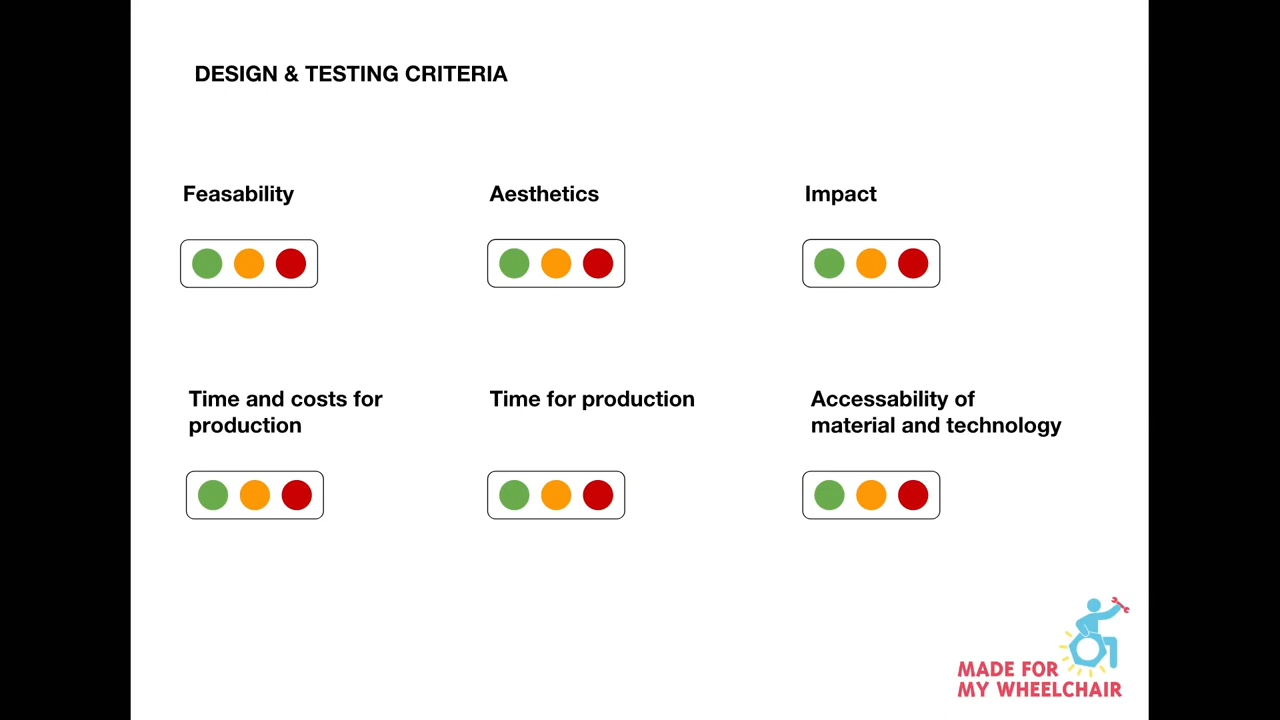 DESIGN & TESTING CRITERIA
Feasability
Aesthetics
Impact
Time and costs for
production
Time for production
Accessability of
material and technology
MADE FOR
MY WHEELCHAIR